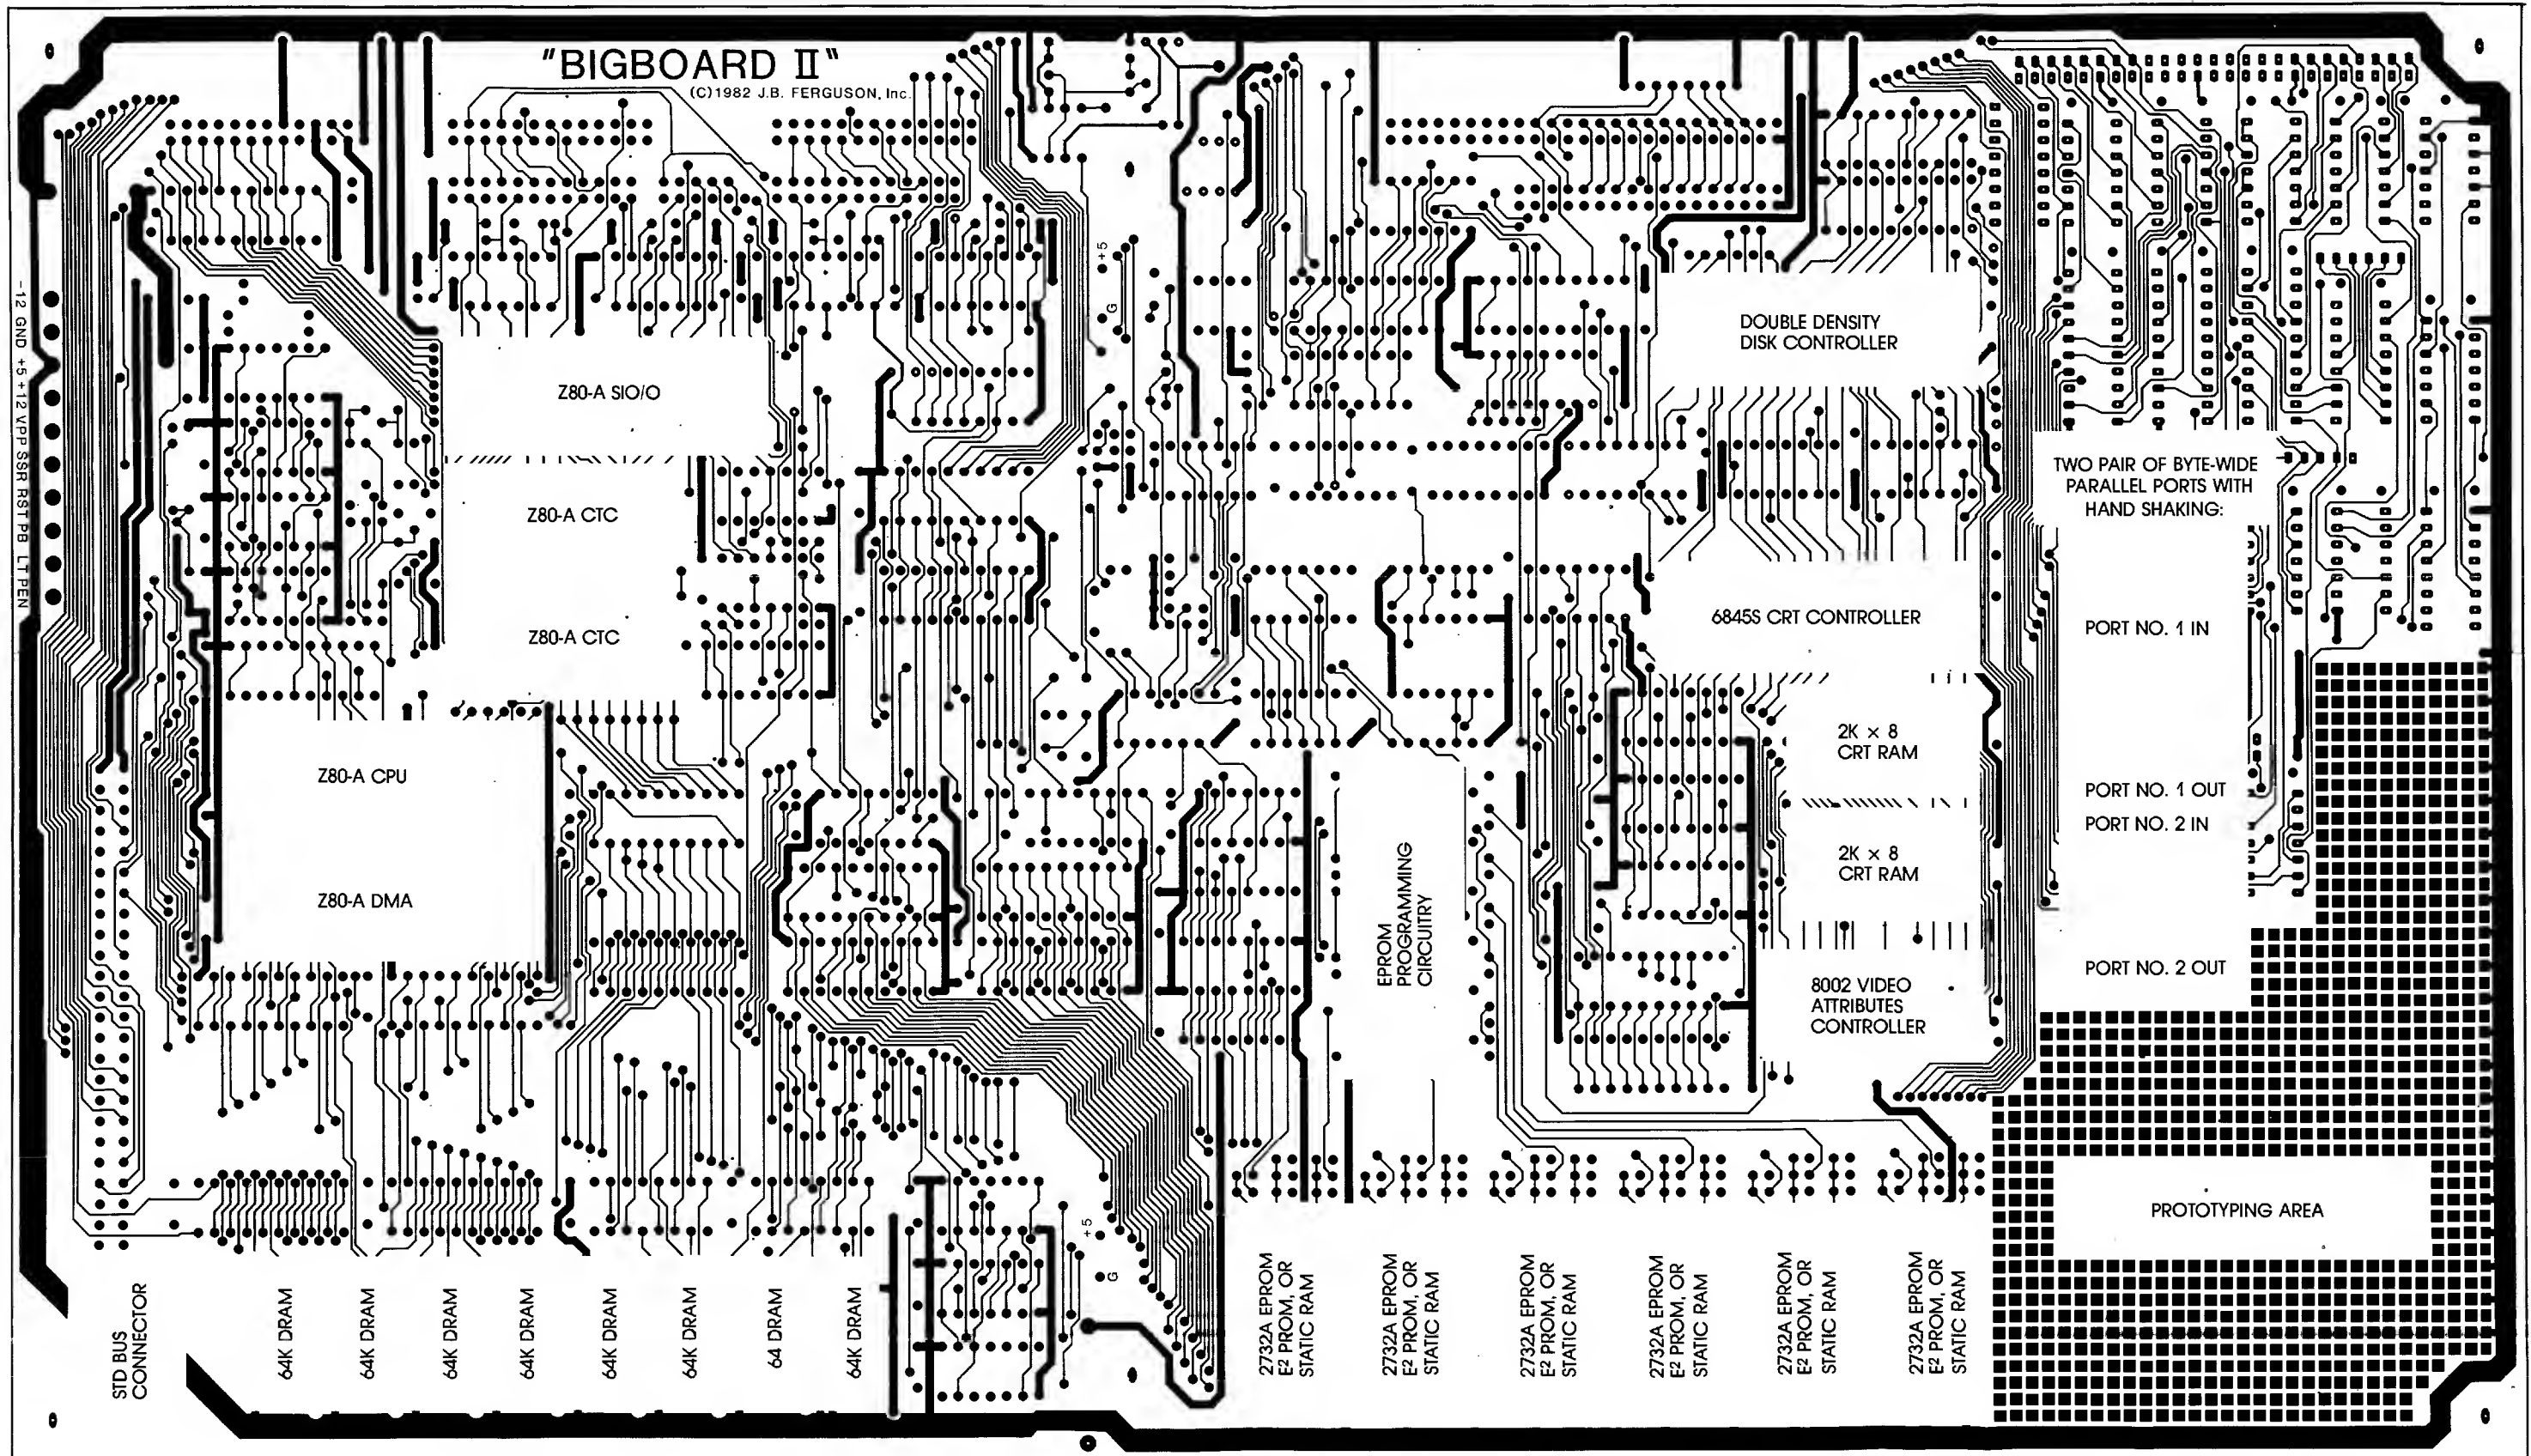 "BIGBOARD II"
(C)1982 J.B. FERGUSON, Inc.
-12 GND +5 +12 VPP SSR RST PB LT PEN
+5
G
Z80-A SIO/O
Z80-A CTC
Z80-A CTC
Z80-A CPU
Z80-A DMA
DOUBLE DENSITY
DISK CONTROLLER
TWO PAIR OF BYTE-WIDE
PARALLEL PORTS WITH
HAND SHAKING:
PORT NO. 1 IN
PORT NO. 1 OUT
PORT NO. 2 IN
PORT NO. 2 OUT
6845S CRT CONTROLLER
2K × 8
CRT RAM
2K × 8
CRT RAM
8002 VIDEO
ATTRIBUTES
CONTROLLER
EPROM
PROGRAMMING
CIRCUITRY
PROTOTYPING AREA
+5
G
STD BUS
CONNECTOR
64K DRAM
64K DRAM
64K DRAM
64K DRAM
64K DRAM
64K DRAM
64 DRAM
64K DRAM
2732A EPROM
E² PROM, OR
STATIC RAM
2732A EPROM
E² PROM, OR
STATIC RAM
2732A EPROM
E² PROM, OR
STATIC RAM
2732A EPROM
E² PROM, OR
STATIC RAM
2732A EPROM
E² PROM, OR
STATIC RAM
2732A EPROM
E² PROM, OR
STATIC RAM